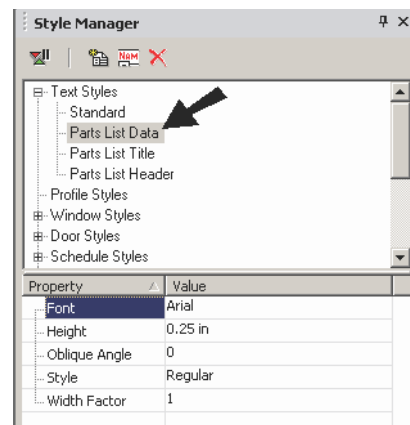 Style Manager
NAM
Text Styles
Standard
Parts List Data
Parts List Title
Parts List Header
Profile Styles
Window Styles
Door Styles
Schedule Styles
Property Value
Font Arial
Height 0.25 in
Oblique Angle 0
Style Regular
Width Factor 1